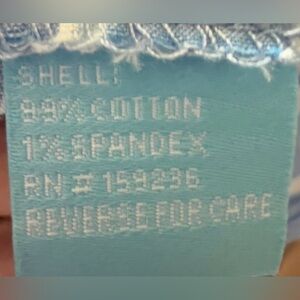 SHELL:
99% COTTON
1% SPANDEX
RN # 159236
REVERSE FOR CARE